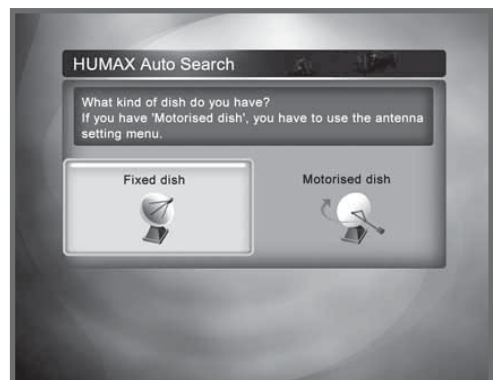 HUMAX Auto Search
What kind of dish do you have?
If you have 'Motorised dish', you have to use the antenna
setting menu.
Fixed dish
Motorised dish